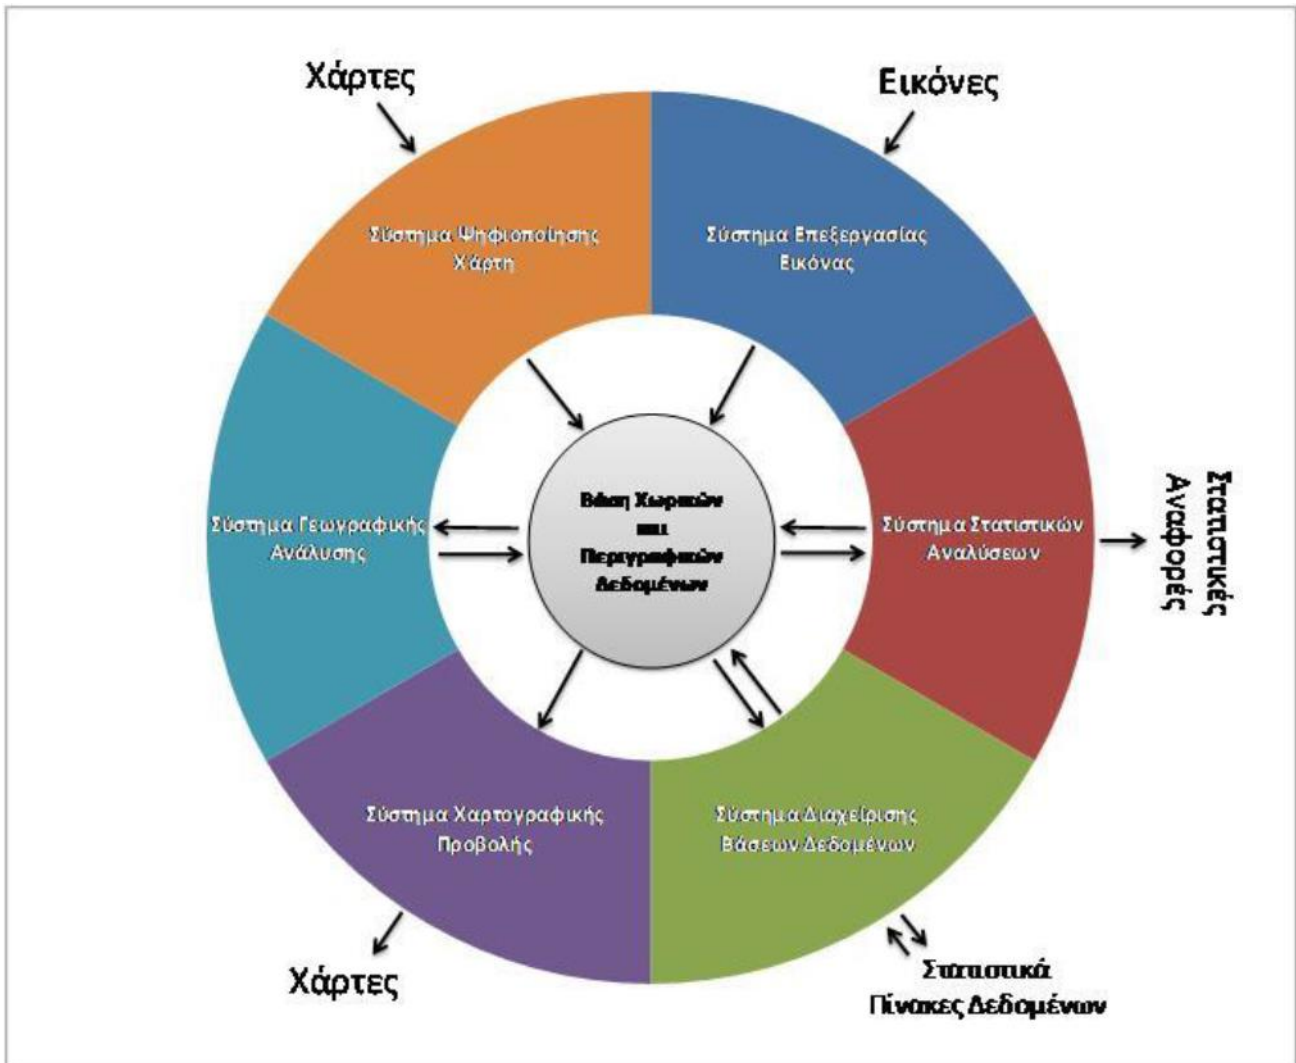 Χάρτες
Εικόνες
Σύστημα Ψηφιοποίησης
Χάρτη
Σύστημα Επεξεργασίας
Εικόνας
Σύστημα Γεωγραφικής
Ανάλυσης
Βάση Χωρικών
και
Περιγραφικών
Δεδομένων
Σύστημα Στατιστικών
Αναλύσεων
Στατιστικές
Αναφορές
Σύστημα Χαρτογραφικής
Προβολής
Σύστημα Διαχείρισης
Βάσεων Δεδομένων
Χάρτες
Στατιστικά
Πίνακες Δεδομένων